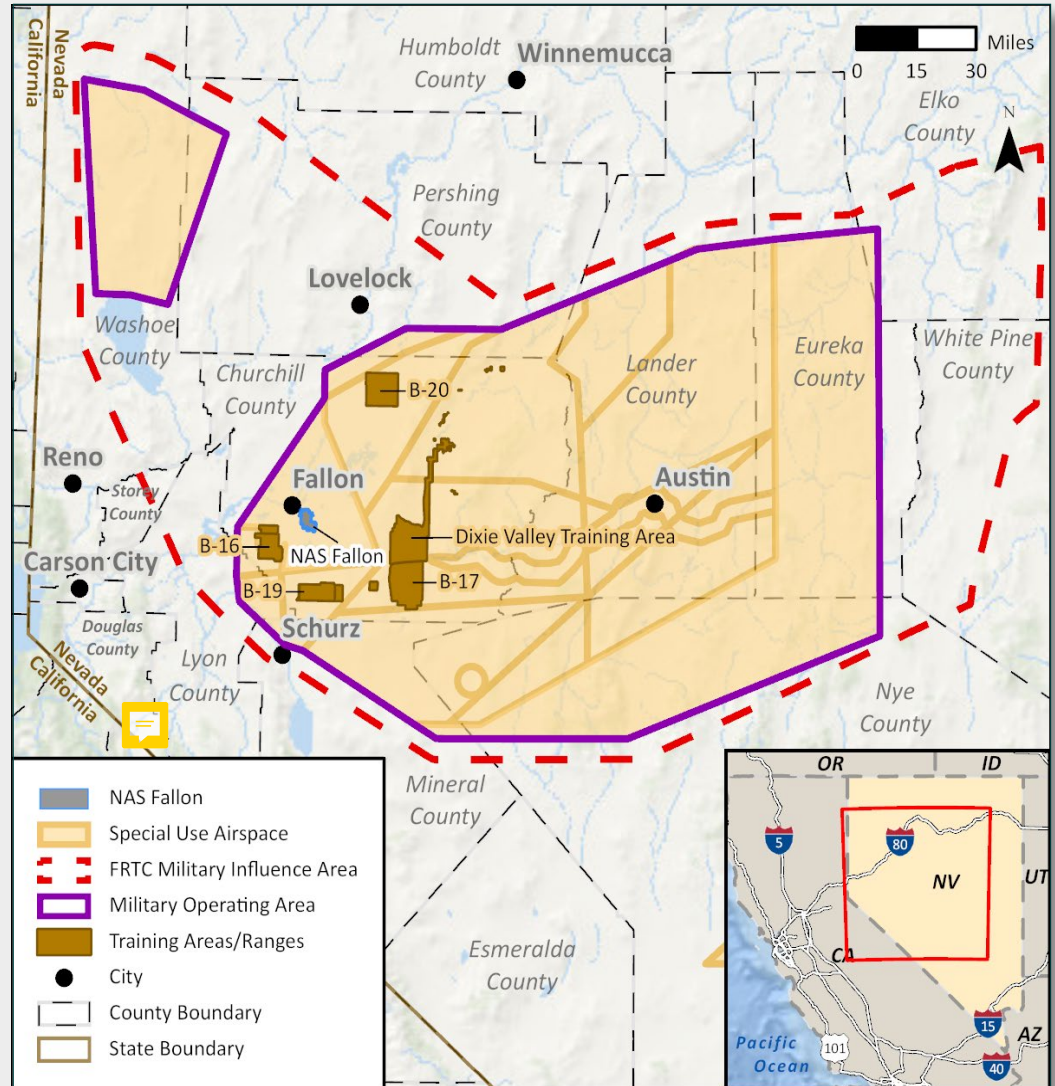 California
Nevada
Humboldt
County
Winnemucca
Miles
0 15 30
Elko
County
N
Pershing
County
Lovelock
Washoe
County
Churchill
County
B-20
Lander
County
Eureka
County
White Pine
County
Reno
Storey
County
Fallon
Austin
B-16
NAS Fallon
Dixie Valley Training Area
Carson City
B-19
B-17
Douglas
County
Schurz
Lyon
County
Nevada
California
Nye
County
Mineral
County
Esmeralda
County
NAS Fallon
Special Use Airspace
FRTC Military Influence Area
Military Operating Area
Training Areas/Ranges
City
County Boundary
State Boundary
OR
ID
5
80
NV
UT
CA
15
AZ
Pacific
Ocean
101
40